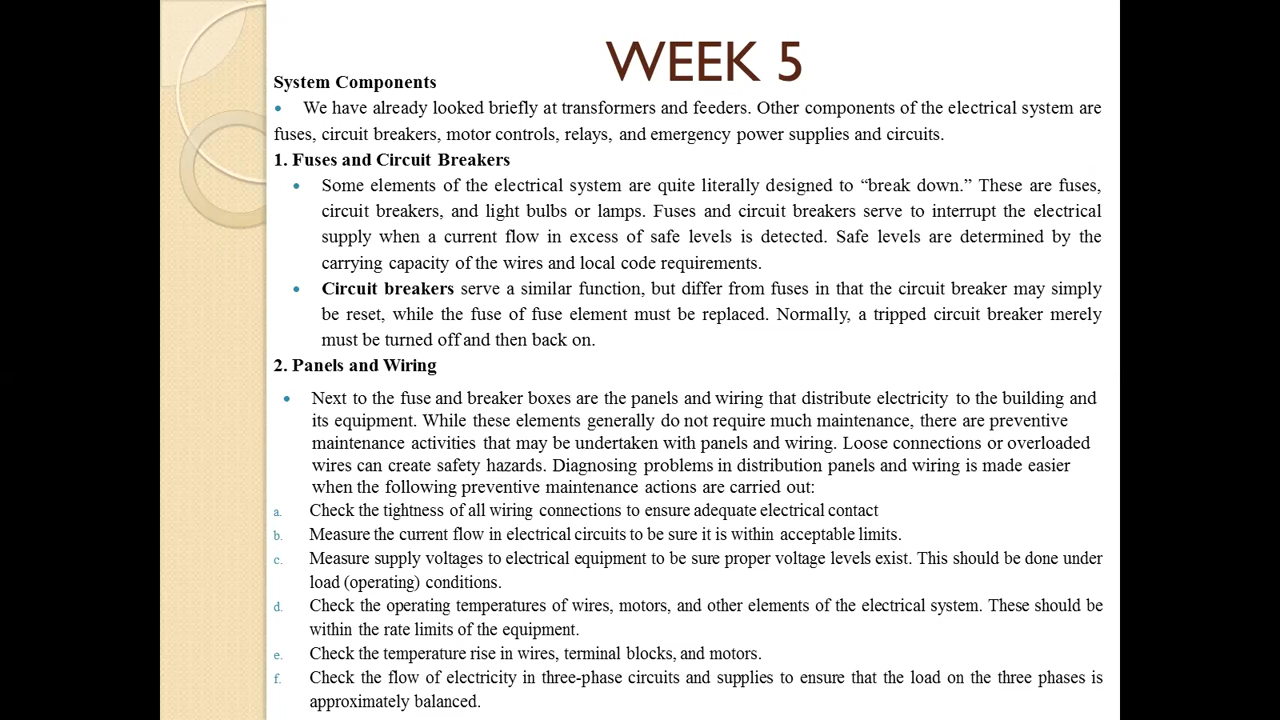 WEEK 5
System Components
• We have already looked briefly at transformers and feeders. Other components of the electrical system are
fuses, circuit breakers, motor controls, relays, and emergency power supplies and circuits.
1. Fuses and Circuit Breakers
• Some elements of the electrical system are quite literally designed to “break down.” These are fuses,
circuit breakers, and light bulbs or lamps. Fuses and circuit breakers serve to interrupt the electrical
supply when a current flow in excess of safe levels is detected. Safe levels are determined by the
carrying capacity of the wires and local code requirements.
• Circuit breakers serve a similar function, but differ from fuses in that the circuit breaker may simply
be reset, while the fuse of fuse element must be replaced. Normally, a tripped circuit breaker merely
must be turned off and then back on.
2. Panels and Wiring
• Next to the fuse and breaker boxes are the panels and wiring that distribute electricity to the building and
its equipment. While these elements generally do not require much maintenance, there are preventive
maintenance activities that may be undertaken with panels and wiring. Loose connections or overloaded
wires can create safety hazards. Diagnosing problems in distribution panels and wiring is made easier
when the following preventive maintenance actions are carried out:
a. Check the tightness of all wiring connections to ensure adequate electrical contact
b. Measure the current flow in electrical circuits to be sure it is within acceptable limits.
c. Measure supply voltages to electrical equipment to be sure proper voltage levels exist. This should be done under
load (operating) conditions.
d. Check the operating temperatures of wires, motors, and other elements of the electrical system. These should be
within the rate limits of the equipment.
e. Check the temperature rise in wires, terminal blocks, and motors.
f. Check the flow of electricity in three-phase circuits and supplies to ensure that the load on the three phases is
approximately balanced.